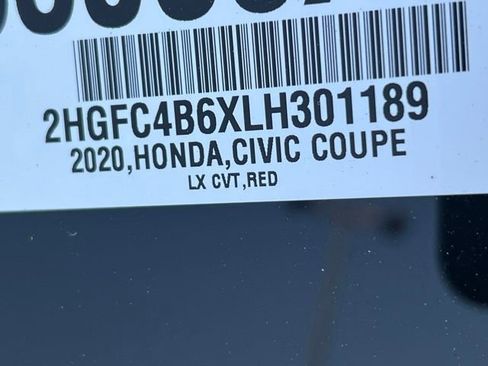 2HGFC4B6XLH301189
2020,HONDA,CIVIC COUPE
LX CVT,RED